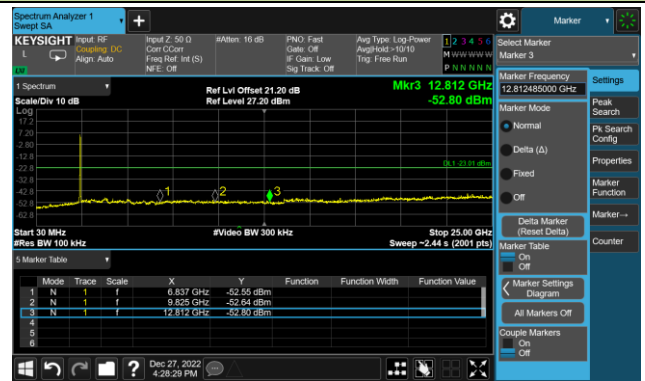 Spectrum Analyzer 1
Swept SA
Marker
KEYSIGHT
L
Input: RF
Coupling: DC
Align: Auto
Input Z: 50 Ω
Corr CCorr
Freq Ref: Int (S)
NFE: Off
#Atten: 16 dB
PNO: Fast
Gate: Off
IF Gain: Low
Sig Track: Off
Avg Type: Log-Power
Avg|Hold:>10/10
Trig: Free Run
1 2 3 4 5 6
M W W W W W
P N N N N N
LW
1 Spectrum
Scale/Div 10 dB
Log
Ref Lvl Offset 21.20 dB
Ref Level 27.20 dBm
Mkr3 12.812 GHz
-52.80 dBm
17.2
7.20
-2.80
-12.8
-22.8
-32.8
-42.8
-52.8
-62.8
DL1 -23.01 dBm
1
2
3
Start 30 MHz
#Res BW 100 kHz
#Video BW 300 kHz
Stop 25.00 GHz
Sweep ~2.44 s (2001 pts)
5 Marker Table
Mode Trace Scale X Y Function Function Width Function Value
1 N 1 f 6.837 GHz -52.55 dBm
2 N 1 f 9.825 GHz -52.64 dBm
3 N 1 f 12.812 GHz -52.80 dBm
4
5
6
Dec 27, 2022
4:28:29 PM
Select Marker
Marker 3
Marker Frequency
12.812485000 GHz
Marker Mode
Normal
Delta (Δ)
Fixed
Off
Delta Marker
(Reset Delta)
Marker Table
On
Off
Marker Settings
Diagram
All Markers Off
Couple Markers
On
Off
Settings
Peak
Search
Pk Search
Config
Properties
Marker
Function
Marker→
Counter